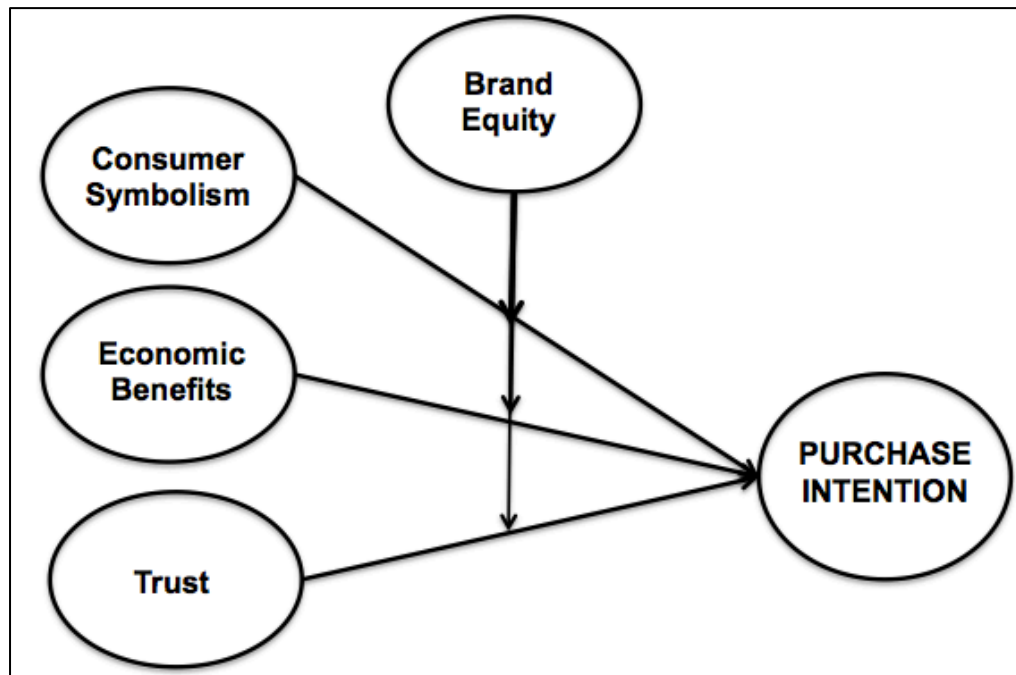 Brand
Equity
Consumer
Symbolism
Economic
Benefits
PURCHASE
INTENTION
Trust